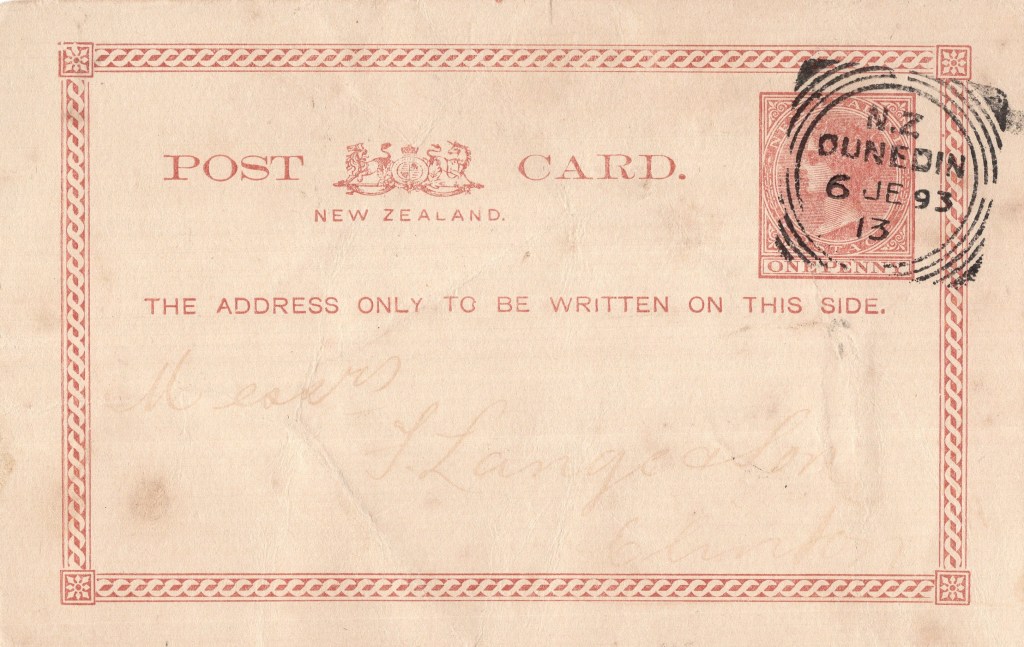 POST CARD.
NEW ZEALAND.
ONE PENNY
N.Z
DUNEDIN
6 JE 93
13
THE ADDRESS ONLY TO BE WRITTEN ON THIS SIDE.
Messrs
Clinton